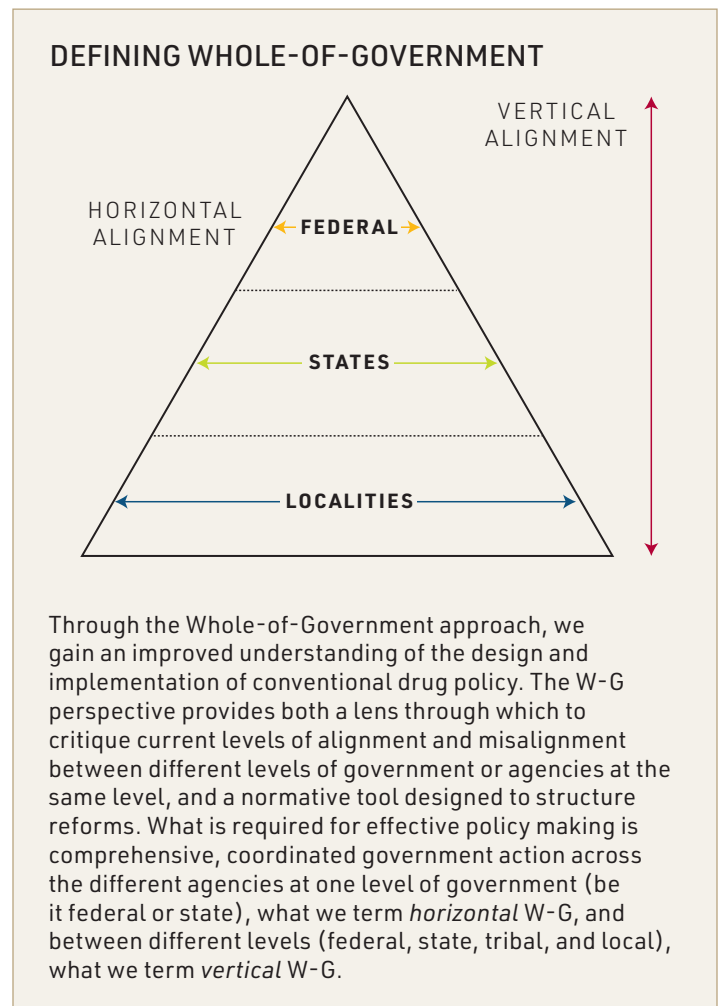 DEFINING WHOLE-OF-GOVERNMENT
VERTICAL
ALIGNMENT
HORIZONTAL
ALIGNMENT
FEDERAL
STATES
LOCALITIES
Through the Whole-of-Government approach, we
gain an improved understanding of the design and
implementation of conventional drug policy. The W-G
perspective provides both a lens through which to
critique current levels of alignment and misalignment
between different levels of government or agencies at the
same level, and a normative tool designed to structure
reforms. What is required for effective policy making is
comprehensive, coordinated government action across
the different agencies at one level of government (be
it federal or state), what we term horizontal W-G, and
between different levels (federal, state, tribal, and local),
what we term vertical W-G.